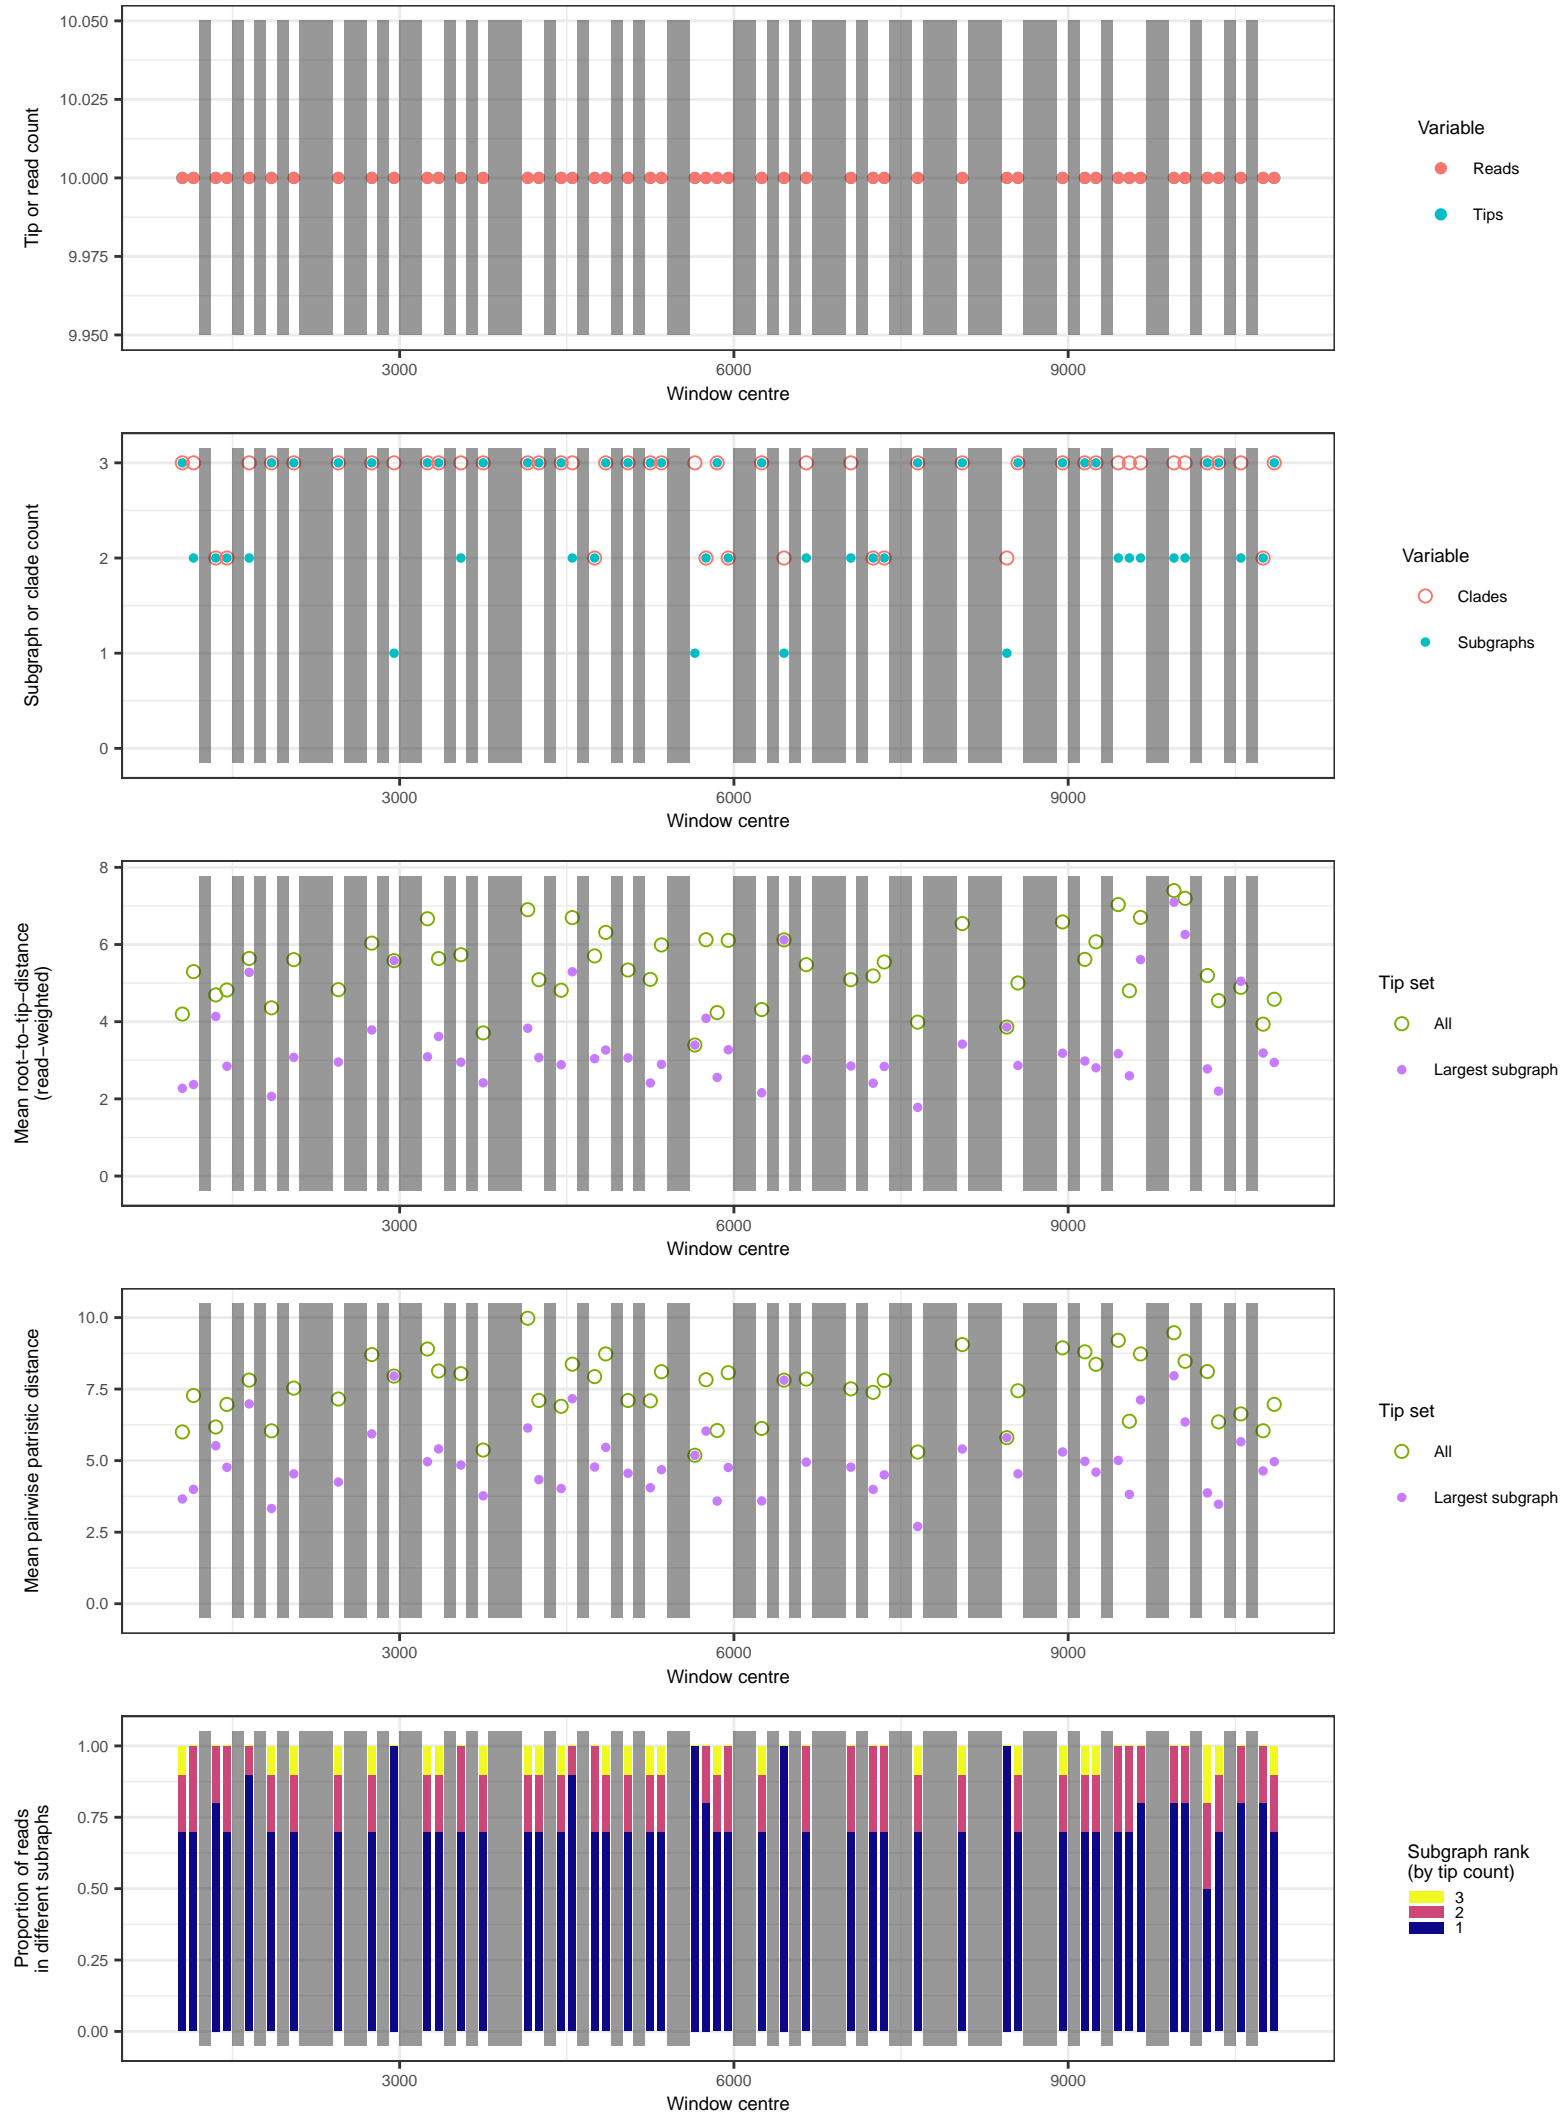 10.050
10.025
10.000
9.975
9.950
Tip or read count
3000
6000
9000
Window centre
Variable
Reads
Tips
3
2
1
0
Subgraph or clade count
3000
6000
9000
Window centre
Variable
Clades
Subgraphs
8
6
4
2
0
Mean root−to−tip−distance
(read−weighted)
3000
6000
9000
Window centre
Tip set
All
Largest subgraph
10.0
7.5
5.0
2.5
0.0
Mean pairwise patristic distance
3000
6000
9000
Window centre
Tip set
All
Largest subgraph
1.00
0.75
0.50
0.25
0.00
Proportion of reads
in different subraphs
3000
6000
9000
Window centre
Subgraph rank
(by tip count)
3
2
1